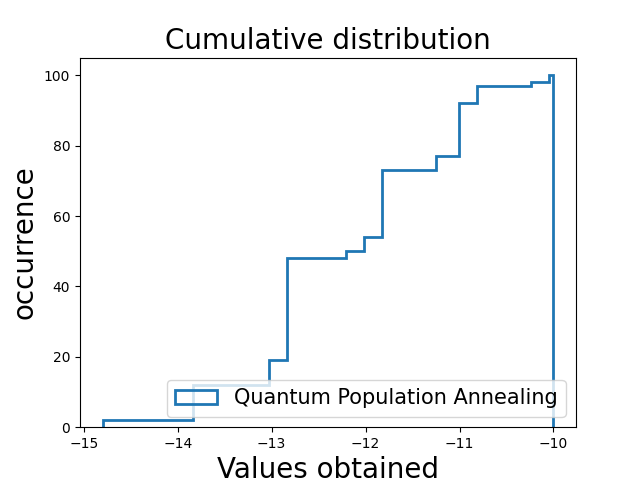 Cumulative distribution
occurrence
100
80
60
40
20
0
Quantum Population Annealing
−15 −14 −13 −12 −11 −10
Values obtained